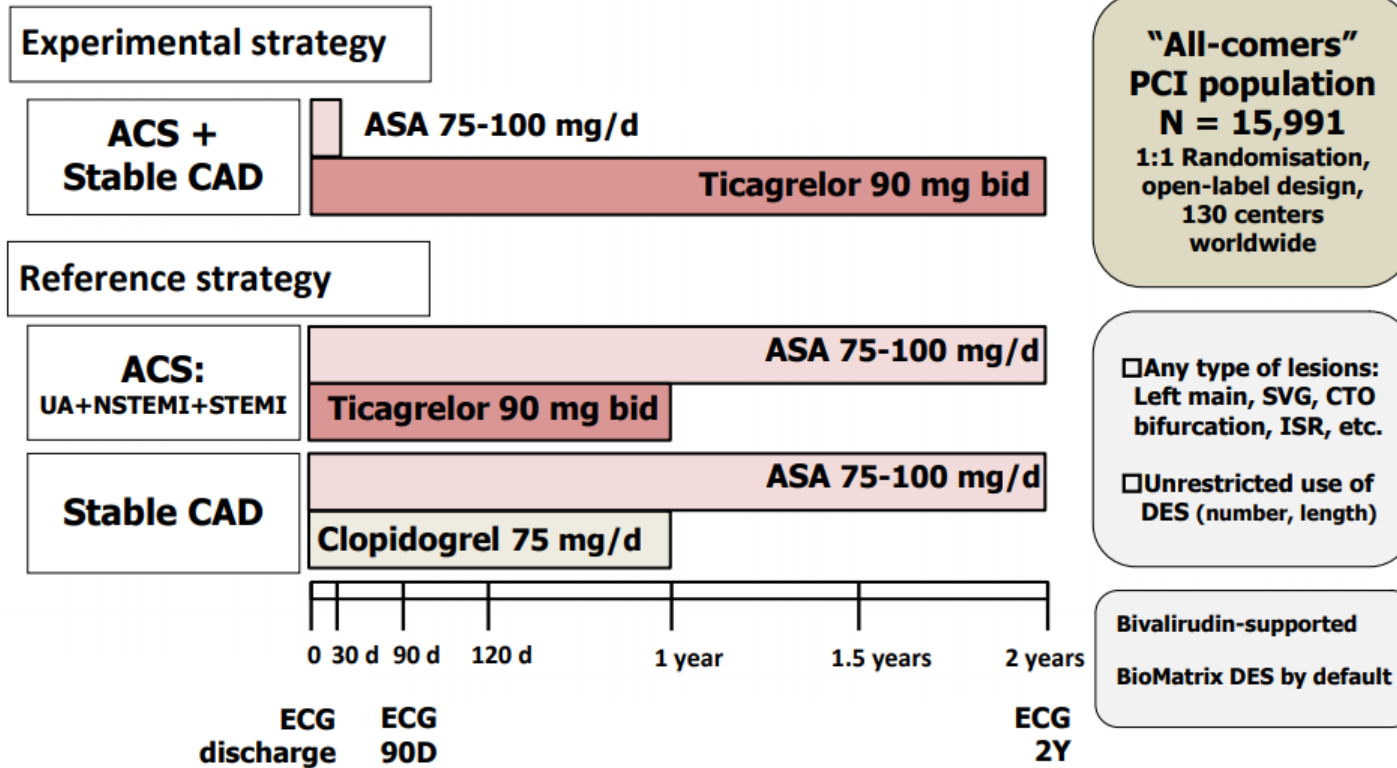 Experimental strategy
ACS +
Stable CAD
ASA 75-100 mg/d
Ticagrelor 90 mg bid
Reference strategy
ACS:
UA+NSTEMI+STEMI
ASA 75-100 mg/d
Ticagrelor 90 mg bid
Stable CAD
ASA 75-100 mg/d
Clopidogrel 75 mg/d
0 30 d 90 d 120 d 1 year 1.5 years 2 years
ECG
discharge
ECG
90D
ECG
2Y
“All-comers”
PCI population
N = 15,991
1:1 Randomisation,
open-label design,
130 centers
worldwide
☐Any type of lesions:
Left main, SVG, CTO
bifurcation, ISR, etc.
☐Unrestricted use of
DES (number, length)
Bivalirudin-supported
BioMatrix DES by default